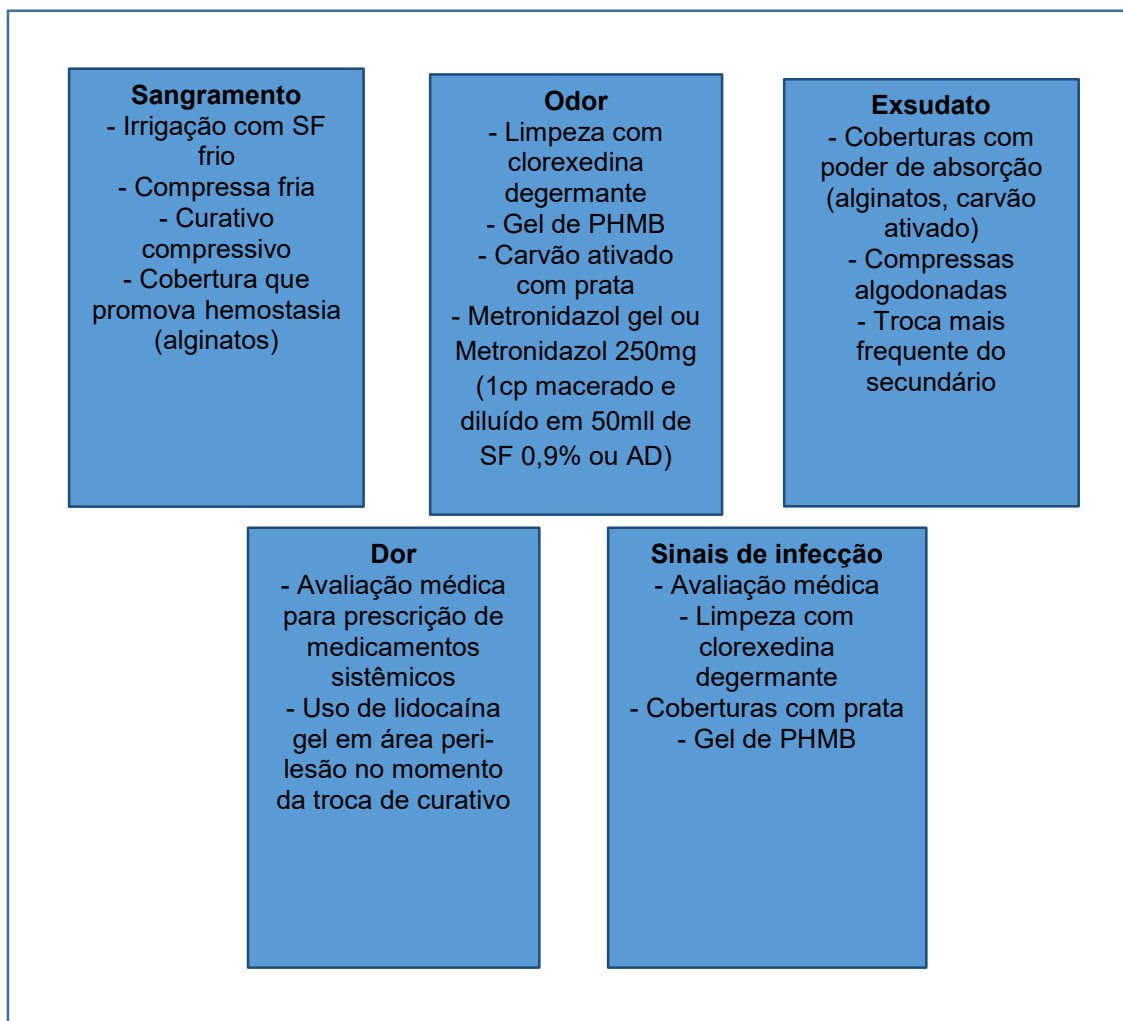 Sangramento
- Irrigação com SF
frio
- Compressa fria
- Curativo
compressivo
- Cobertura que
promova hemostasia
(alginatos)
Odor
- Limpeza com
clorexedina
degermante
- Gel de PHMB
- Carvão ativado
com prata
- Metronidazol gel ou
Metronidazol 250mg
(1cp macerado e
diluído em 50mll de
SF 0,9% ou AD)
Exsudato
- Coberturas com
poder de absorção
(alginatos, carvão
ativado)
- Compressas
algodonadas
- Troca mais
frequente do
secundário
Dor
- Avaliação médica
para prescrição de
medicamentos
sistêmicos
- Uso de lidocaína
gel em área peri-
lesão no momento
da troca de curativo
Sinais de infecção
- Avaliação médica
- Limpeza com
clorexedina
degermante
- Coberturas com prata
- Gel de PHMB